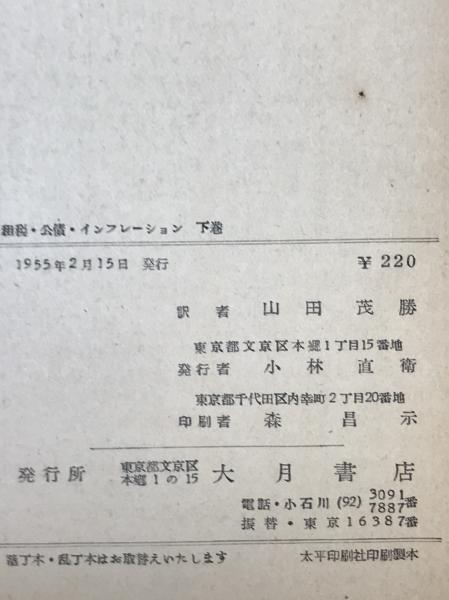 租税・公債・インフレーション 下巻
1955年2月15日 発行 ¥220
訳者 山田茂勝
東京都文京区本郷1丁目15番地
発行者 小林直衛
東京都千代田区内幸町2丁目20番地
印刷者 森昌示
発行所 東京都文京区本郷1の15 大月書店
電話・小石川(92) 3091 7887番
振替・東京16387番
落丁本・乱丁本はお取替えいたします 太平印刷社印刷製本